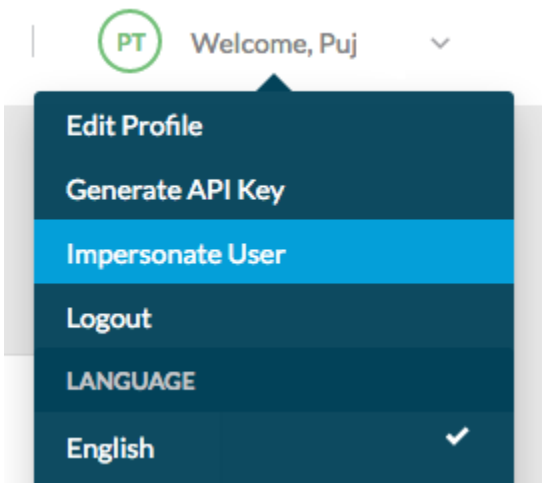 PT Welcome, Puj
Edit Profile
Generate API Key
Impersonate User
Logout
LANGUAGE
English